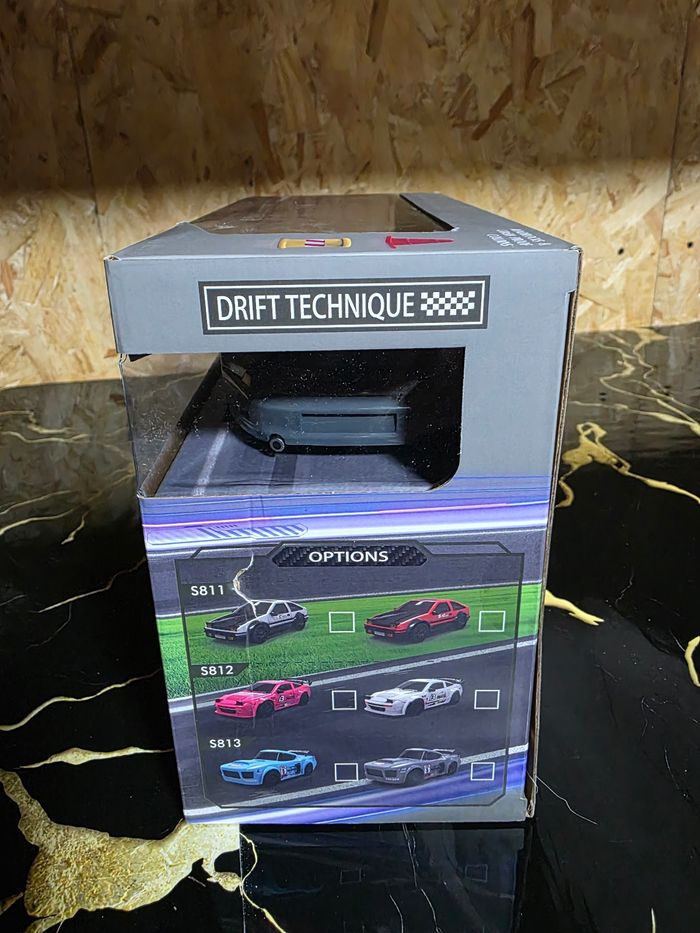 DRIFT TECHNIQUE
OPTIONS
S811
S812
S813